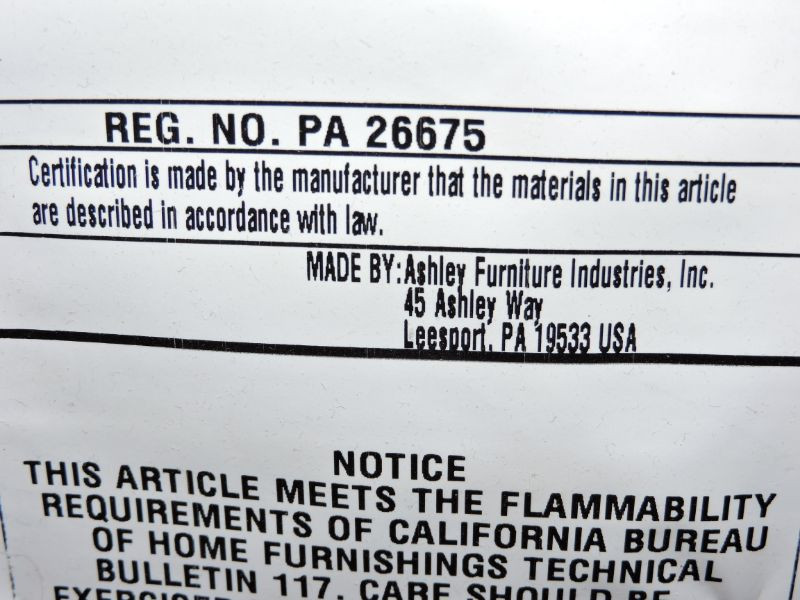 REG. NO. PA 26675
Certification is made by the manufacturer that the materials in this article
are described in accordance with law.
MADE BY:Ashley Furniture Industries, Inc.
45 Ashley Way
Leesport, PA 19533 USA
NOTICE
THIS ARTICLE MEETS THE FLAMMABILITY
REQUIREMENTS OF CALIFORNIA BUREAU
OF HOME FURNISHINGS TECHNICAL
BULLETIN 117. CARE SHOULD BE